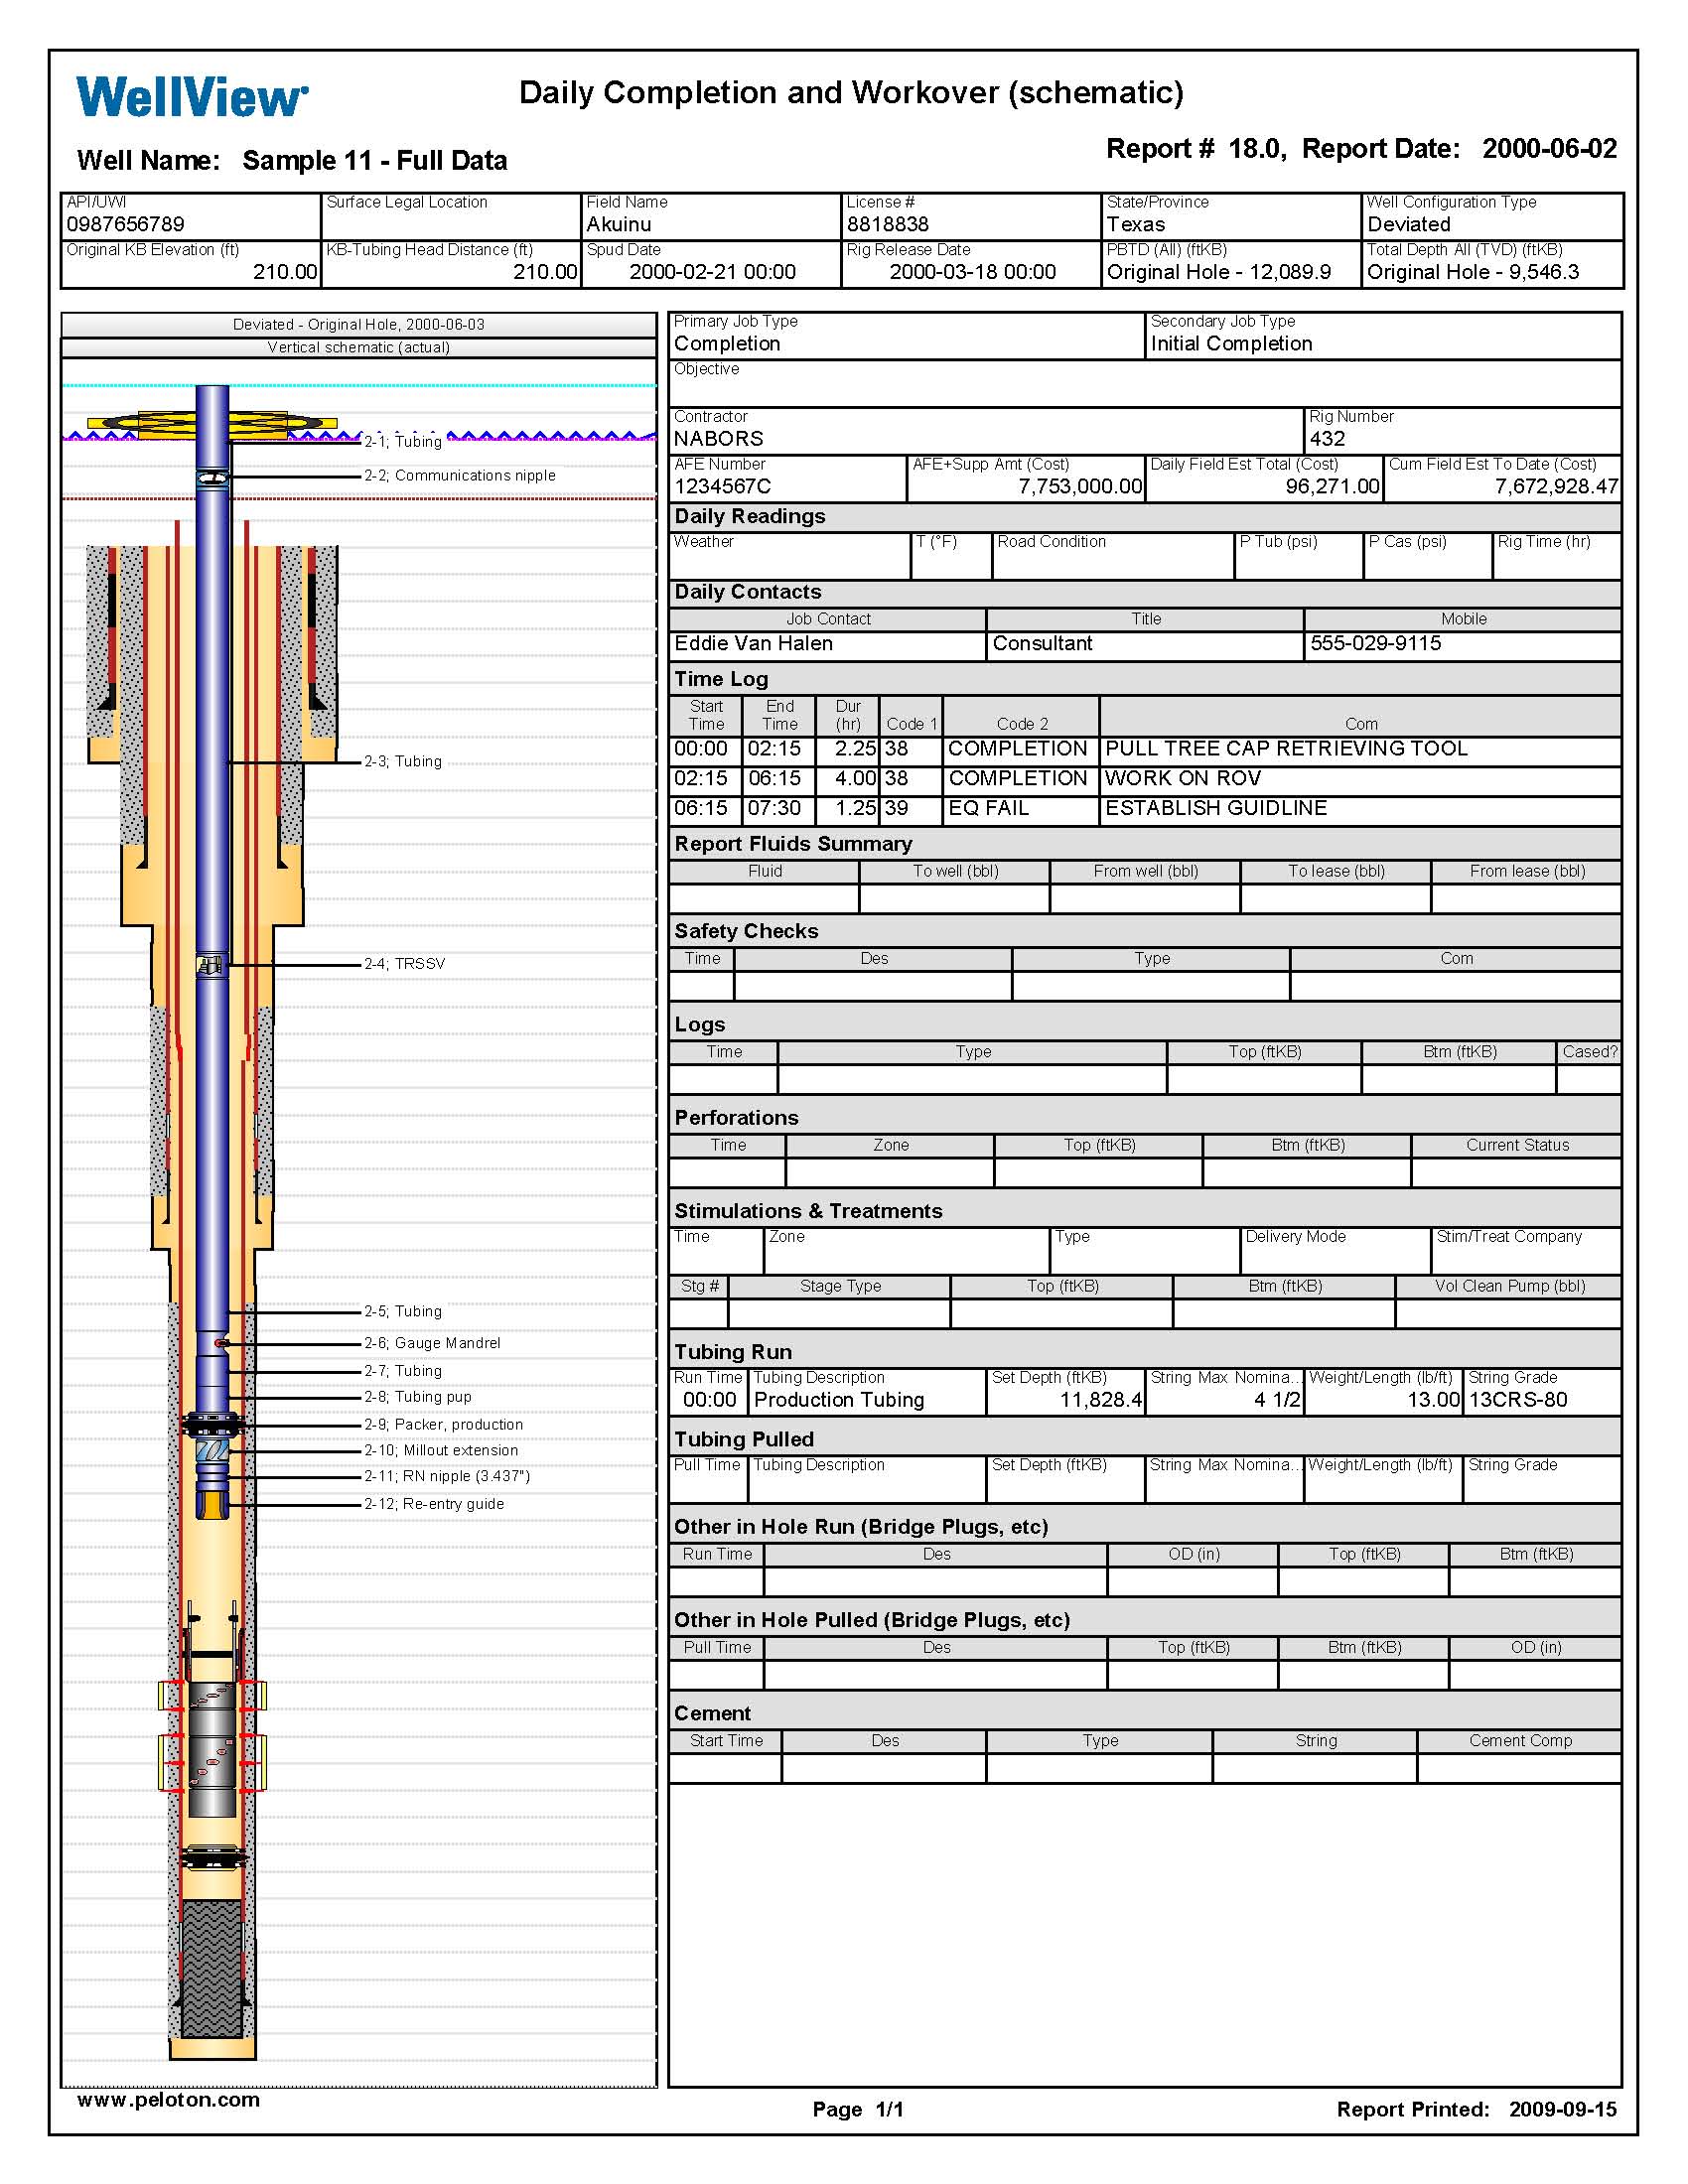 WellView
Daily Completion and Workover (schematic)
Well Name: Sample 11 - Full Data
Report # 18.0, Report Date: 2000-06-02
API/UWI Surface Legal Location Field Name License # State/Province Well Configuration Type
0987656789 Akuinu 8818838 Texas Deviated
Original KB Elevation (ft) KB-Tubing Head Distance (ft) Spud Date Rig Release Date PBTD (All) (ftKB) Total Depth All (TVD) (ftKB)
210.00 210.00 2000-02-21 00:00 2000-03-18 00:00 Original Hole - 12,089.9 Original Hole - 9,546.3
Deviated - Original Hole, 2000-06-03
Vertical schematic (actual)
2-1; Tubing
2-2; Communications nipple
2-3; Tubing
2-4; TRSSV
2-5; Tubing
2-6; Gauge Mandrel
2-7; Tubing
2-8; Tubing pup
2-9; Packer, production
2-10; Millout extension
2-11; RN nipple (3.437")
2-12; Re-entry guide
Primary Job Type Secondary Job Type
Completion Initial Completion
Objective
Contractor Rig Number
NABORS 432
AFE Number AFE+Supp Amt (Cost) Daily Field Est Total (Cost) Cum Field Est To Date (Cost)
1234567C 7,753,000.00 96,271.00 7,672,928.47
Daily Readings
Weather T (°F) Road Condition P Tub (psi) P Cas (psi) Rig Time (hr)
Daily Contacts
Job Contact Title Mobile
Eddie Van Halen Consultant 555-029-9115
Time Log
Start Time End Time Dur (hr) Code 1 Code 2 Com
00:00 02:15 2.25 38 COMPLETION PULL TREE CAP RETRIEVING TOOL
02:15 06:15 4.00 38 COMPLETION WORK ON ROV
06:15 07:30 1.25 39 EQ FAIL ESTABLISH GUIDLINE
Report Fluids Summary
Fluid To well (bbl) From well (bbl) To lease (bbl) From lease (bbl)
Safety Checks
Time Des Type Com
Logs
Time Type Top (ftKB) Btm (ftKB) Cased?
Perforations
Time Zone Top (ftKB) Btm (ftKB) Current Status
Stimulations & Treatments
Time Zone Type Delivery Mode Stim/Treat Company
Stg # Stage Type Top (ftKB) Btm (ftKB) Vol Clean Pump (bbl)
Tubing Run
Run Time Tubing Description Set Depth (ftKB) String Max Nomina... Weight/Length (lb/ft) String Grade
00:00 Production Tubing 11,828.4 4 1/2 13.00 13CRS-80
Tubing Pulled
Pull Time Tubing Description Set Depth (ftKB) String Max Nomina... Weight/Length (lb/ft) String Grade
Other in Hole Run (Bridge Plugs, etc)
Run Time Des OD (in) Top (ftKB) Btm (ftKB)
Other in Hole Pulled (Bridge Plugs, etc)
Pull Time Des Top (ftKB) Btm (ftKB) OD (in)
Cement
Start Time Des Type String Cement Comp
www.peloton.com
Page 1/1
Report Printed: 2009-09-15